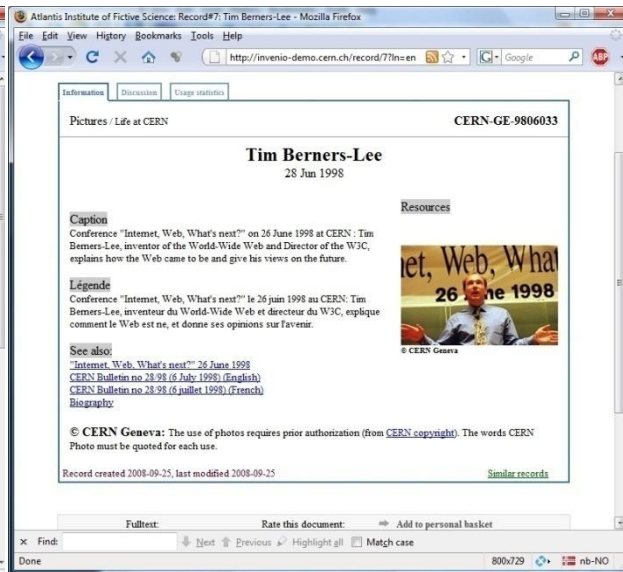 Atlantis Institute of Fictive Science: Record#7: Tim Berners-Lee - Mozilla Firefox
File Edit View History Bookmarks Tools Help
http://invenio-demo.cern.ch/record/7?ln=en
Google
ABP
Information Discussion Usage statistics
Pictures / Life at CERN CERN-GE-9806033
Tim Berners-Lee
28 Jun 1998
Resources
Caption
Conference "Internet, Web, What's next?" on 26 June 1998 at CERN : Tim
Berners-Lee, inventor of the World-Wide Web and Director of the W3C,
explains how the Web came to be and give his views on the future.
Légende
Conference "Internet, Web, What's next?" le 26 juin 1998 au CERN: Tim
Berners-Lee, inventeur du World-Wide Web et directeur du W3C, explique
comment le Web est ne, et donne ses opinions sur l'avenir.
net, Web, What
26 ne 1998
© CERN Geneva
See also:
"Internet, Web, What's next?" 26 June 1998
CERN Bulletin no 28/98 (6 July 1998) (English)
CERN Bulletin no 28/98 (6 juillet 1998) (French)
Biography
© CERN Geneva: The use of photos requires prior authorization (from CERN copyright). The words CERN
Photo must be quoted for each use.
Record created 2008-09-25, last modified 2008-09-25 Similar records
Fulltext: Rate this document: Add to personal basket
Find: Next Previous Highlight all Match case
Done 800x729 nb-NO